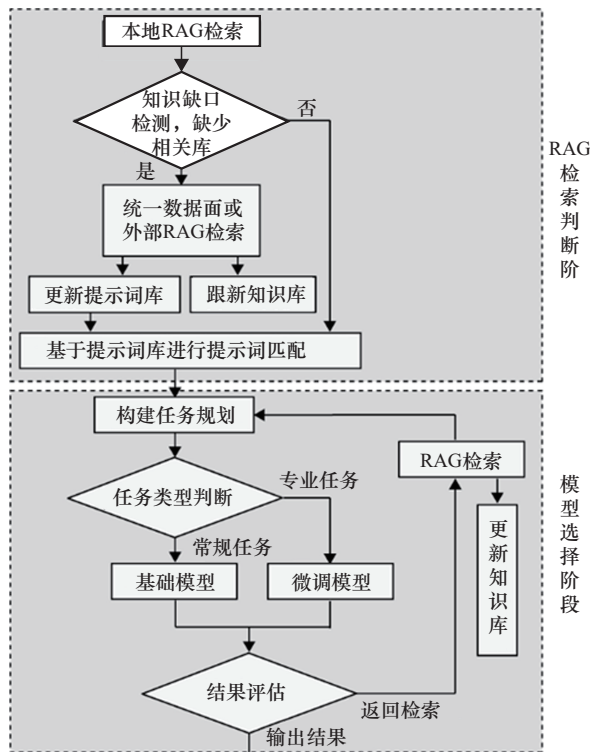 本地RAG检索
知识缺口
检测，缺少
相关库
否
是
统一数据面或
外部RAG检索
更新提示词库
跟新知识库
基于提示词库进行提示词匹配
RAG
检
索
判
断
阶
构建任务规划
RAG检索
任务类型判断
专业任务
常规任务
基础模型
微调模型
更
新
知
识
库
结果评估
返回检索
输出结果
模
型
选
择
阶
段